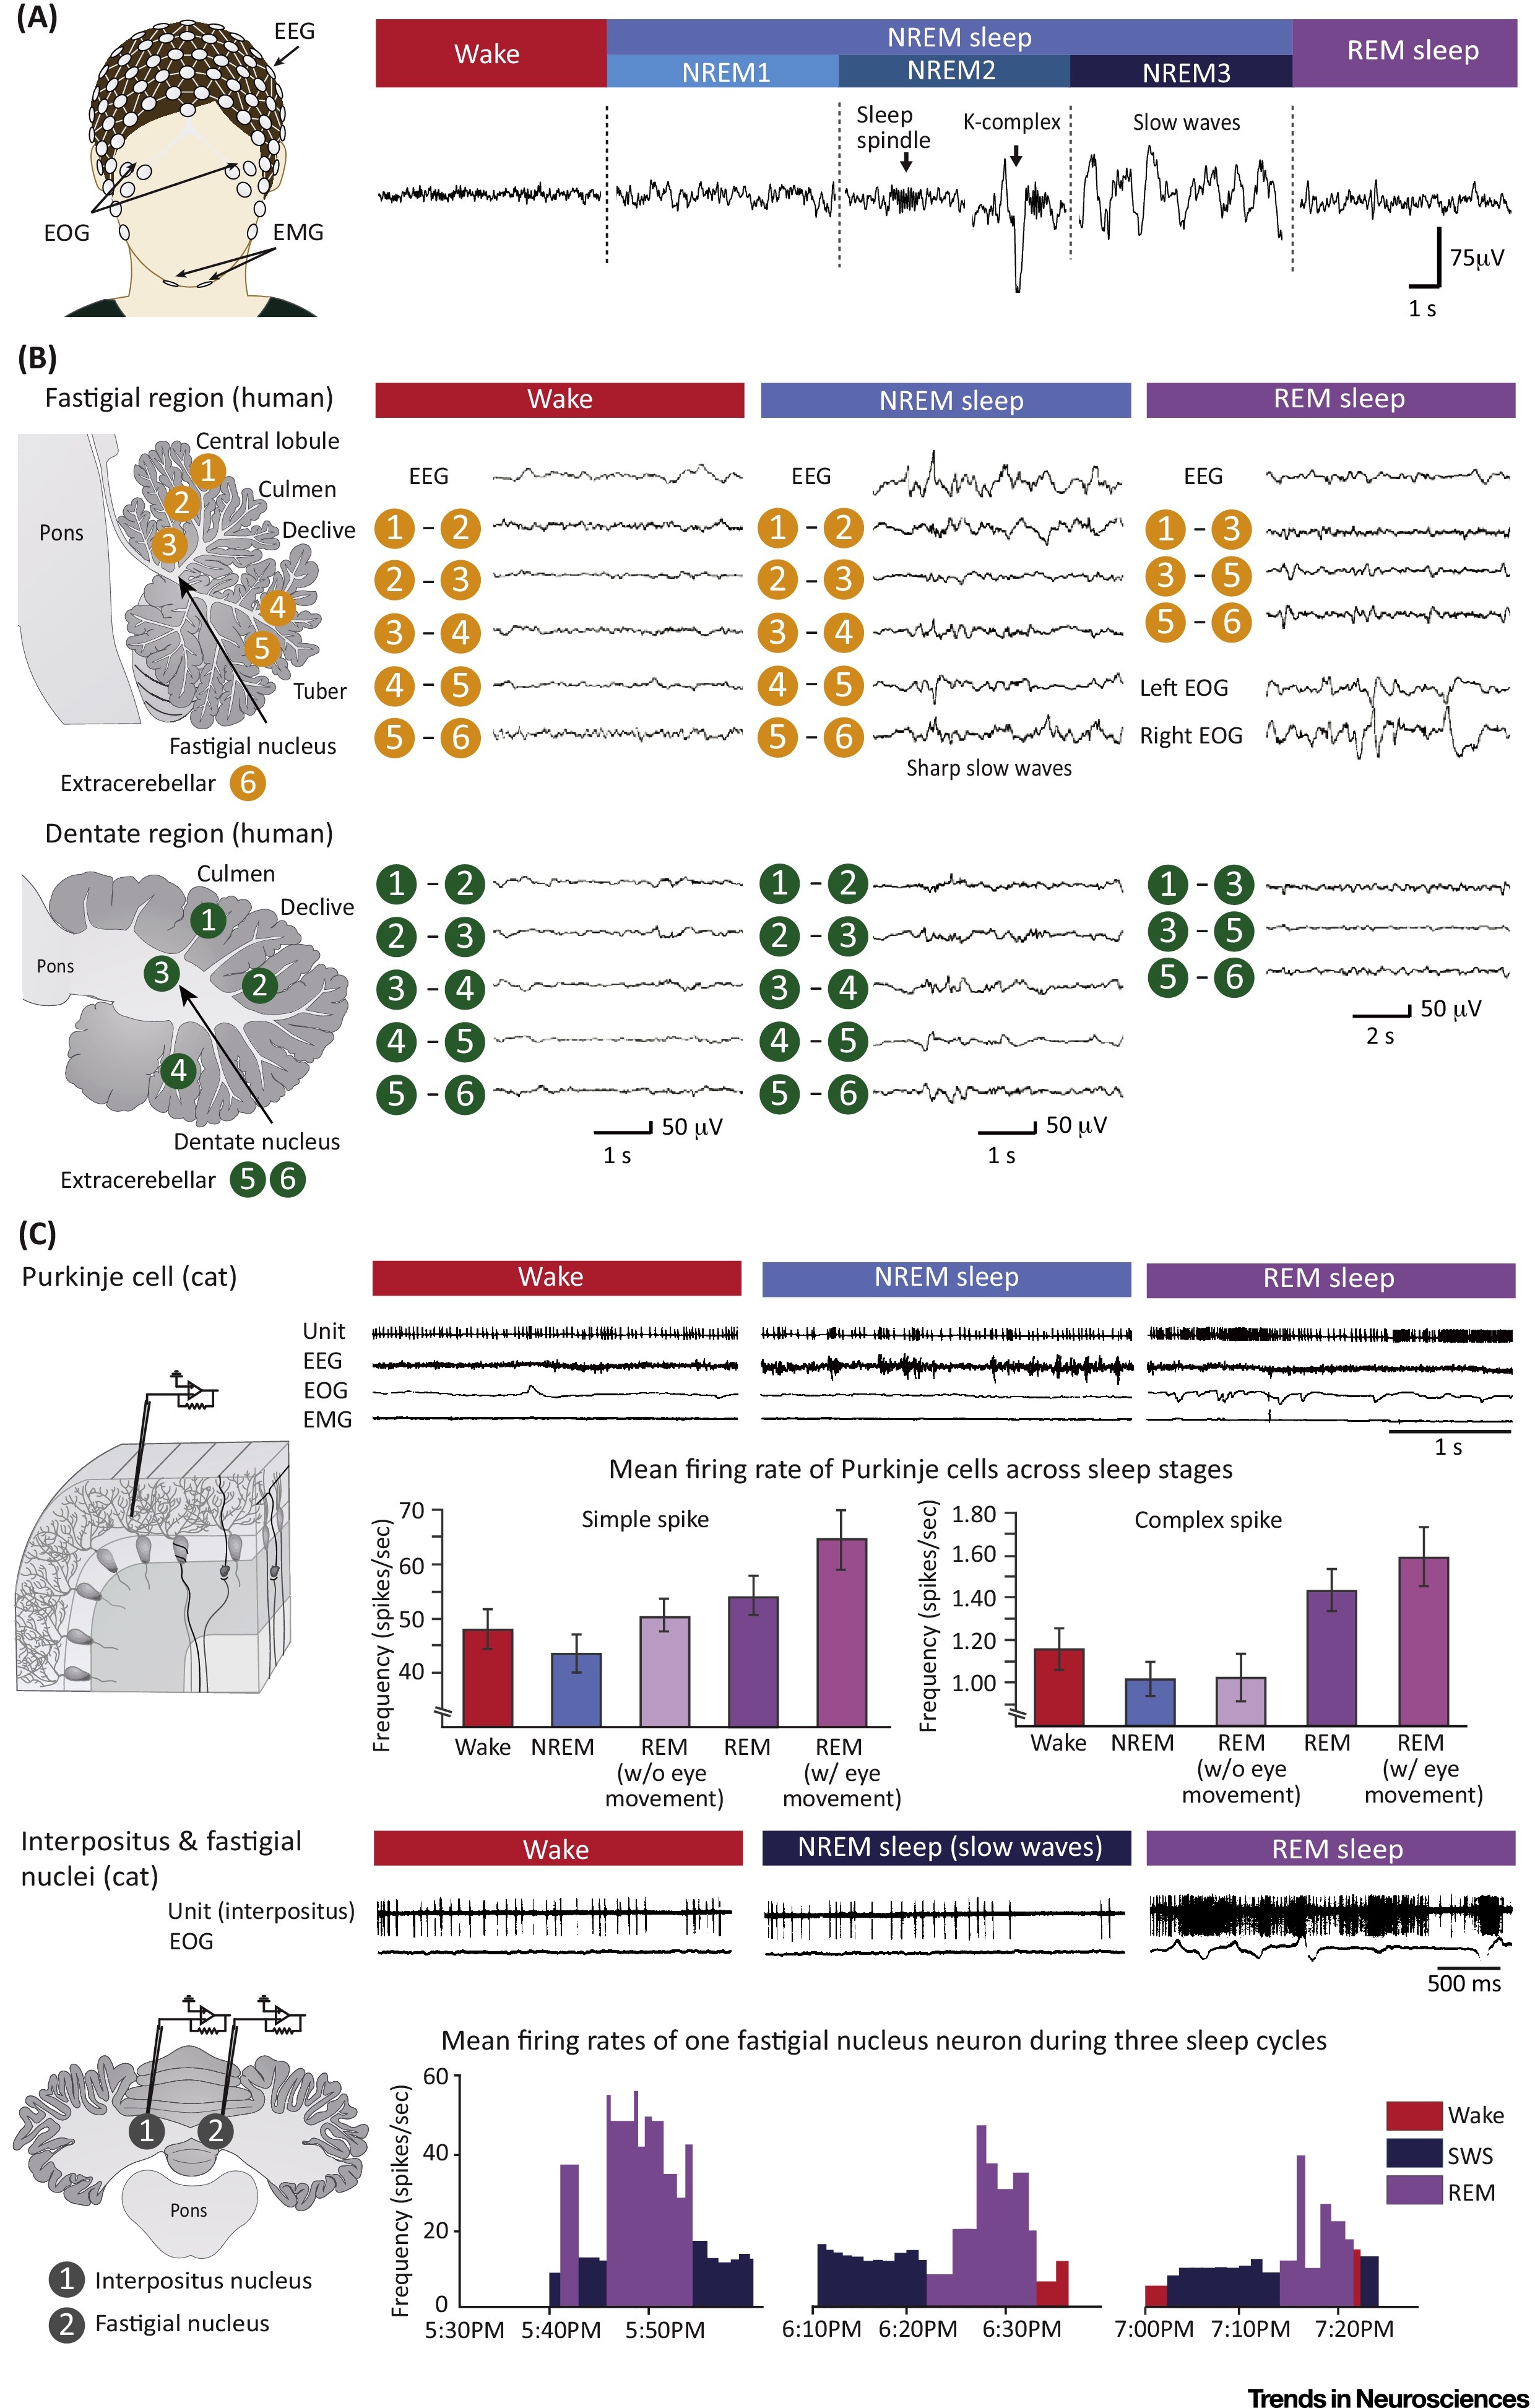 (A)
EEG
EOG
EMG
Wake
NREM sleep
REM sleep
NREM1
NREM2
NREM3
Sleep
spindle
K-complex
Slow waves
75µV
1 s
(B)
Fastigial region (human)
Central lobule
Culmen
Declive
Pons
1
2
3
4
5
Tuber
Fastigial nucleus
Extracerebellar 6
Wake
EEG
1 – 2
2 – 3
3 – 4
4 – 5
5 – 6
NREM sleep
EEG
1 – 2
2 – 3
3 – 4
4 – 5
5 – 6
Sharp slow waves
REM sleep
EEG
1 – 3
3 – 5
5 – 6
Left EOG
Right EOG
Dentate region (human)
Culmen
Declive
Pons
1
2
3
4
Dentate nucleus
Extracerebellar 5 6
1 – 2
2 – 3
3 – 4
4 – 5
5 – 6
50 µV
1 s
1 – 2
2 – 3
3 – 4
4 – 5
5 – 6
50 µV
1 s
1 – 3
3 – 5
5 – 6
50 µV
2 s
(C)
Purkinje cell (cat)
Wake
NREM sleep
REM sleep
Unit
EEG
EOG
EMG
1 s
Mean firing rate of Purkinje cells across sleep stages
Simple spike
Frequency (spikes/sec)
70
60
50
40
Wake
NREM
REM
(w/o eye
movement)
REM
REM
(w/ eye
movement)
Complex spike
Frequency (spikes/sec)
1.80
1.60
1.40
1.20
1.00
Wake
NREM
REM
(w/o eye
movement)
REM
REM
(w/ eye
movement)
Interpositus & fastigial
nuclei (cat)
Wake
NREM sleep (slow waves)
REM sleep
Unit (interpositus)
EOG
500 ms
1
2
Pons
1 Interpositus nucleus
2 Fastigial nucleus
Mean firing rates of one fastigial nucleus neuron during three sleep cycles
Frequency (spikes/sec)
60
40
20
0
5:30PM
5:40PM
5:50PM
6:10PM
6:20PM
6:30PM
7:00PM
7:10PM
7:20PM
Wake
SWS
REM
Trends in Neurosciences